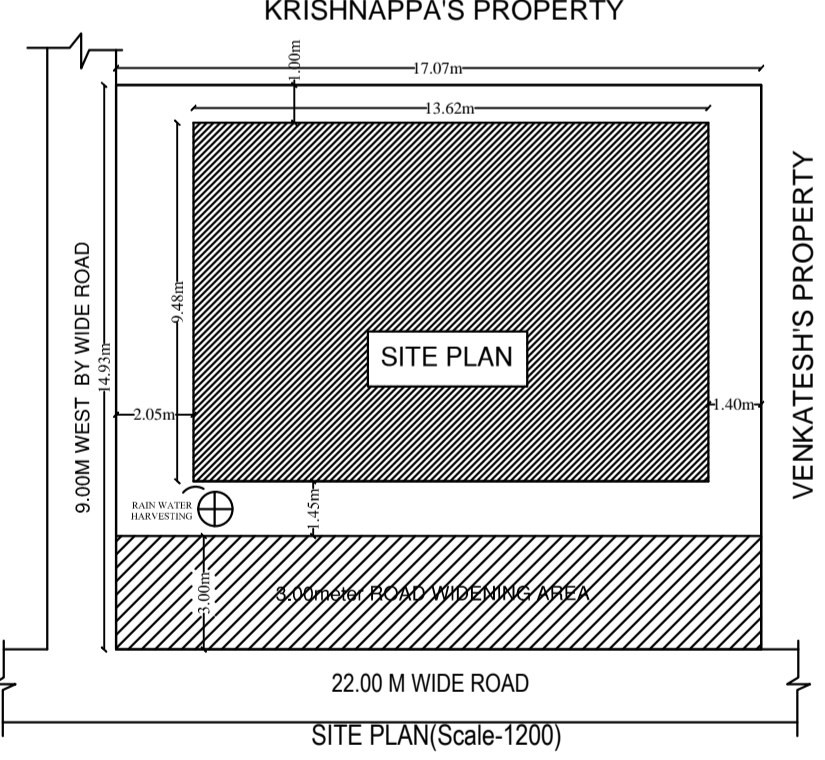 KRISHNAPPA'S PROPERTY
17.07m
1.00m
13.62m
9.00M WEST BY WIDE ROAD
14.93m
9.48m
VENKATESH'S PROPERTY
SITE PLAN
2.05m
1.40m
RAIN WATER
HARVESTING
1.45m
3.00m
3.00meter ROAD WIDENING AREA
22.00 M WIDE ROAD
SITE PLAN(Scale-1200)